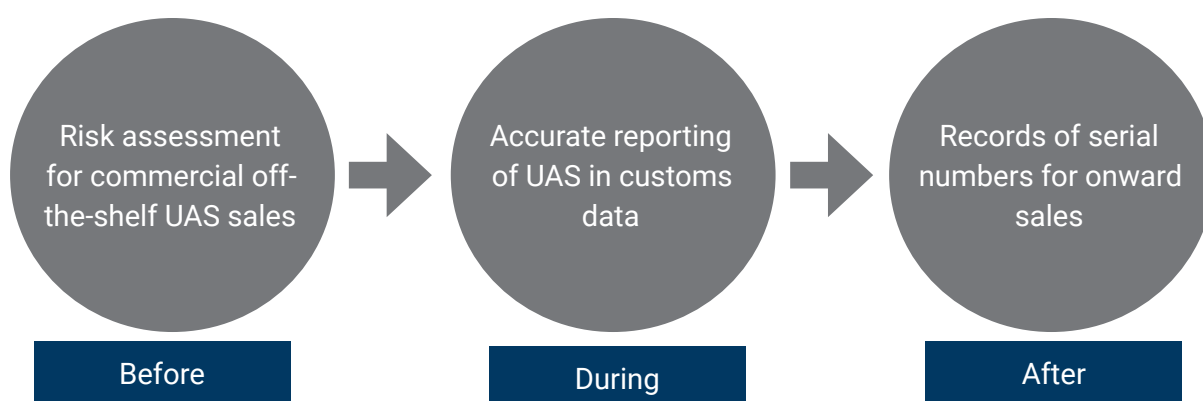 Risk assessment
for commercial off-
the-shelf UAS sales
Before
Accurate reporting
of UAS in customs
data
During
Records of serial
numbers for onward
sales
After